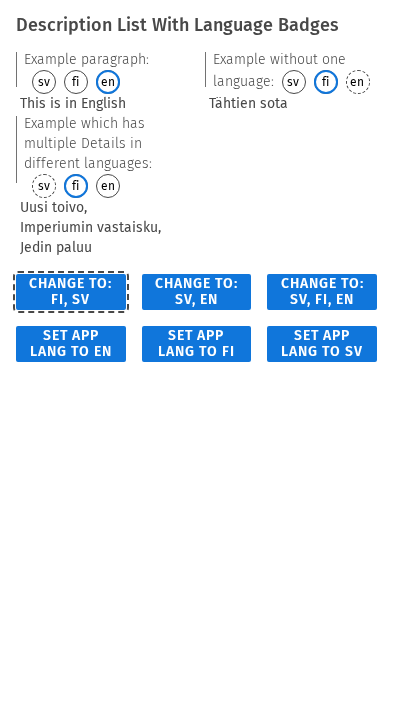 Description List With Language Badges
Example paragraph:
sv fi en
This is in English
Example without one
language: sv fi en
Tähtien sota
Example which has
multiple Details in
different languages:
sv fi en
Uusi toivo,
Imperiumin vastaisku,
Jedin paluu
CHANGE TO:
FI, SV
CHANGE TO:
SV, EN
CHANGE TO:
SV, FI, EN
SET APP
LANG TO EN
SET APP
LANG TO FI
SET APP
LANG TO SV